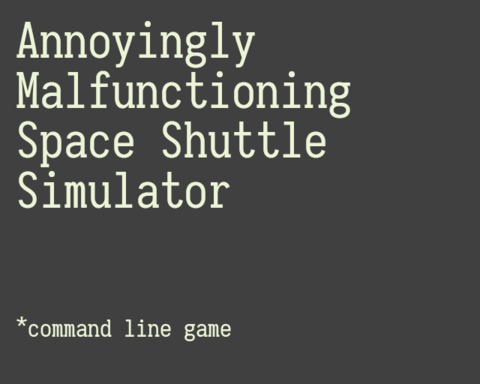 Annoyingly
Malfunctioning
Space Shuttle
Simulator
*command line game